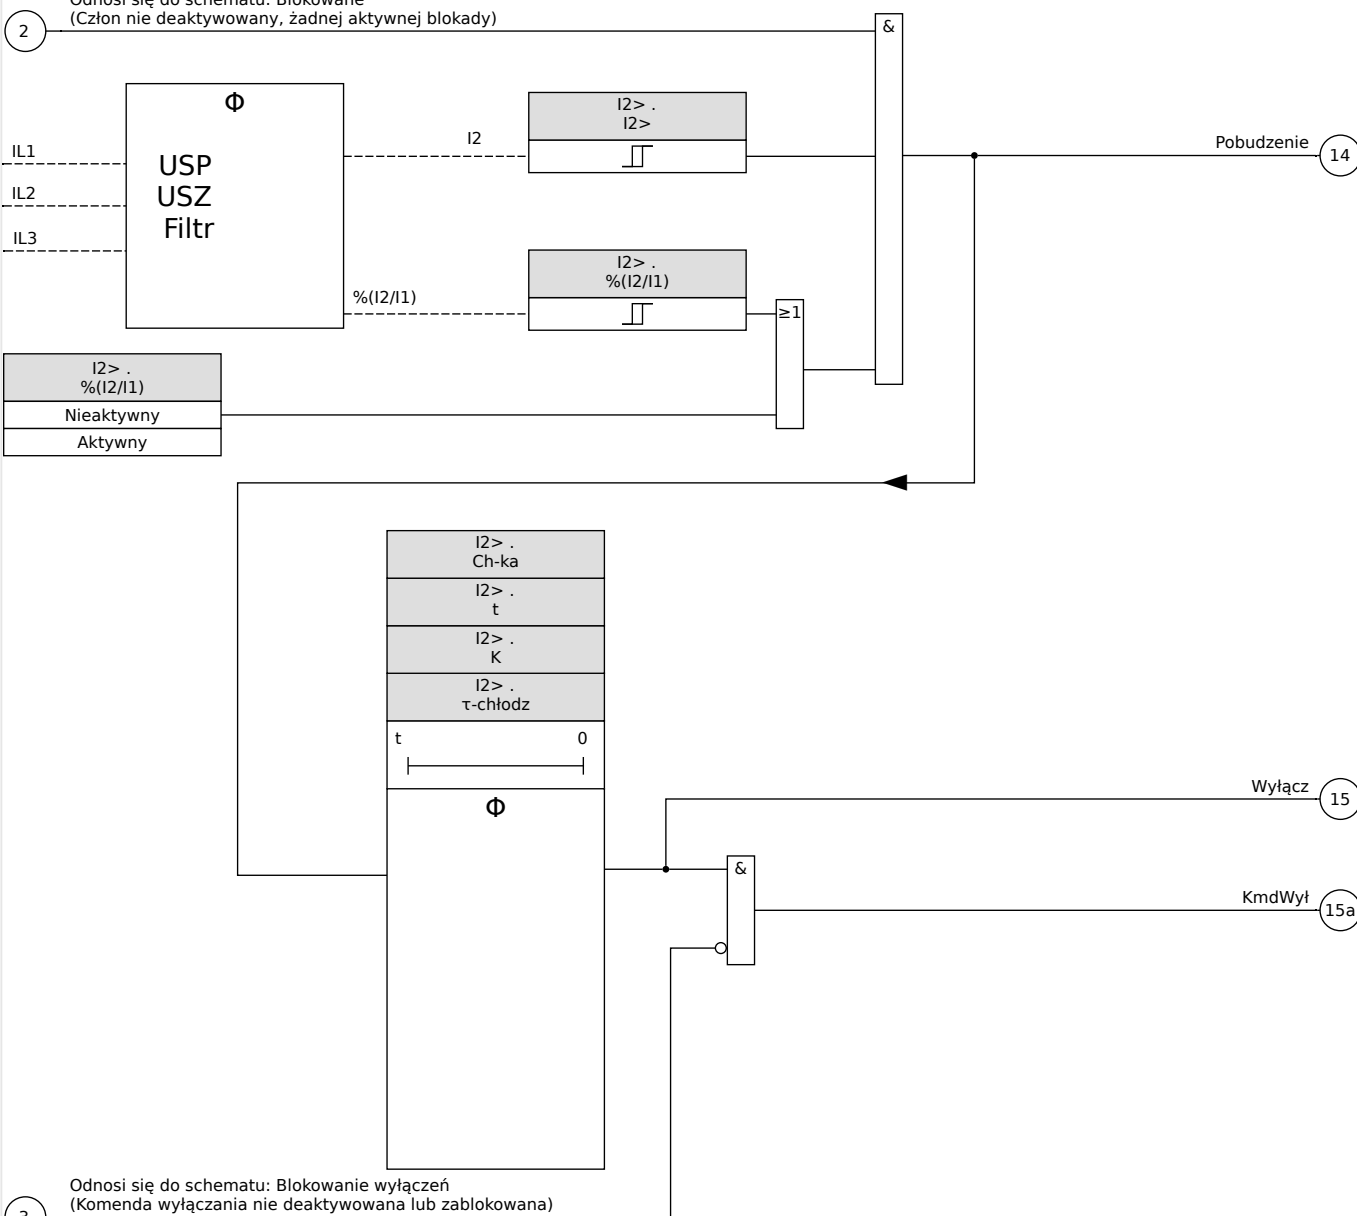 Odnosi się do schematu: Blokowane
(Człon nie deaktywowany, żadnej aktywnej blokady)
2
&
Φ
I2> .
I2>
I2
IL1
USP
Pobudzenie
14
IL2
USZ
Filtr
IL3
I2> .
%(I2/I1)
%(I2/I1)
≥1
I2> .
%(I2/I1)
Nieaktywny
Aktywny
I2> .
Ch-ka
I2> .
t
I2> .
K
I2> .
τ-chłodz
t 0
Φ
Wyłącz
15
&
KmdWył
15a
Odnosi się do schematu: Blokowanie wyłączeń
(Komenda wyłączania nie deaktywowana lub zablokowana)
3